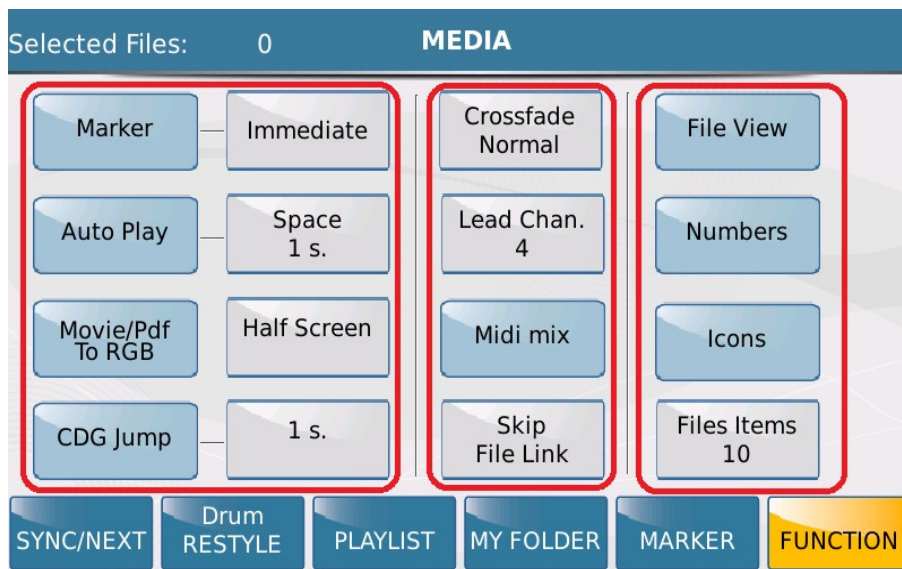 Selected Files: 0 MEDIA
Marker Immediate
Crossfade
Normal
File View
Auto Play
Space
1 s.
Lead Chan.
4
Numbers
Movie/Pdf
To RGB
Half Screen
Midi mix
Icons
CDG Jump
1 s.
Skip
File Link
Files Items
10
SYNC/NEXT
Drum
RESTYLE
PLAYLIST
MY FOLDER
MARKER
FUNCTION